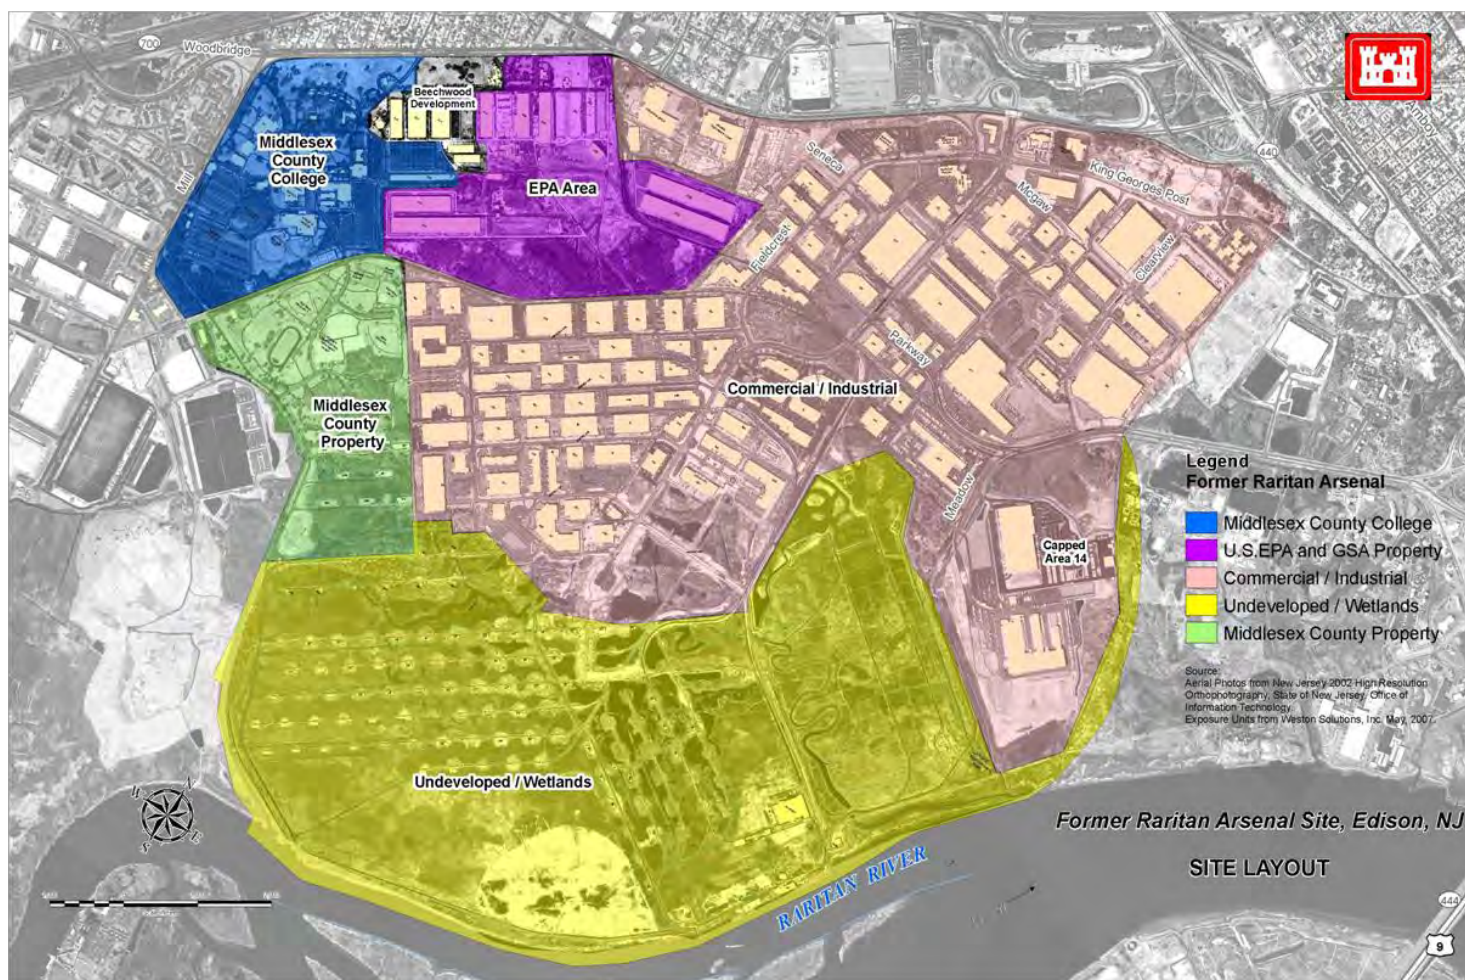 700
Woodbridge
Mill
Beechwood
Development
Middlesex
County
College
EPA Area
Seneca
Mcgaw
King Georges Post
440
Amboy
Fieldcrest
Clearview
Parkway
Middlesex
County
Property
Commercial / Industrial
Meadow
Capped
Area 14
Legend
Former Raritan Arsenal
Middlesex County College
U.S.EPA and GSA Property
Commercial / Industrial
Undeveloped / Wetlands
Middlesex County Property
Source:
Aerial Photos from New Jersey 2002 High Resolution
Orthophotography, State of New Jersey, Office of
Information Technology.
Exposure Units from Weston Solutions, Inc. May, 2007.
Undeveloped / Wetlands
N
W
E
S
RARITAN RIVER
Former Raritan Arsenal Site, Edison, NJ
SITE LAYOUT
444
9